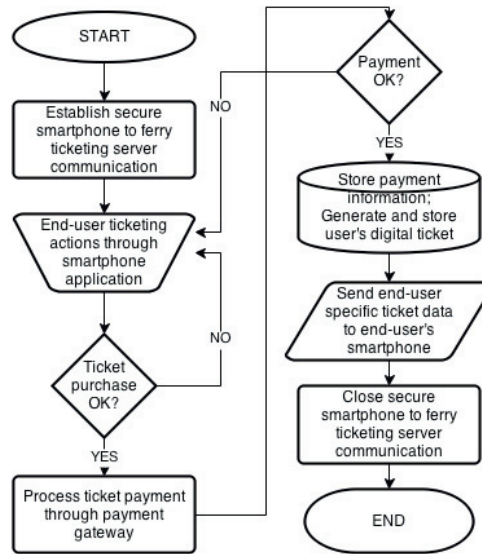 START
Establish secure
smartphone to ferry
ticketing server
communication
End-user ticketing
actions through
smartphone
application
NO
Ticket
purchase
OK?
YES
Process ticket payment
through payment
gateway
Payment
OK?
NO
YES
Store payment
information;
Generate and store
user's digital ticket
Send end-user
specific ticket data
to end-user's
smartphone
Close secure
smartphone to ferry
ticketing server
communication
END